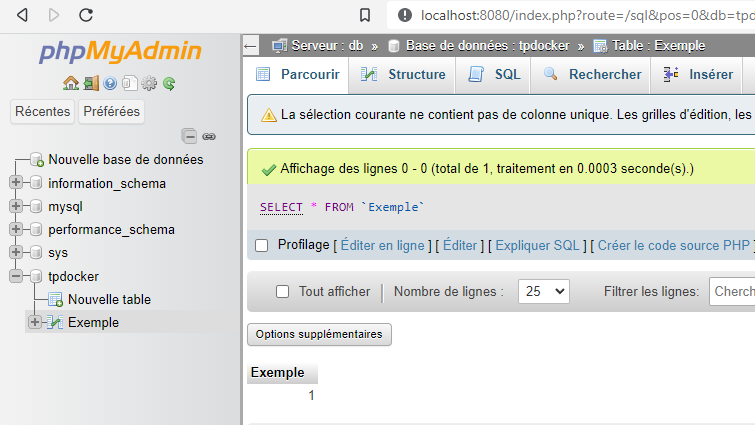 localhost:8080/index.php?route=/sql&pos=0&db=tpd
phpMyAdmin
Récentes Préférées
Nouvelle base de données
information_schema
mysql
performance_schema
sys
tpdocker
Nouvelle table
Exemple
Serveur : db » Base de données : tpdocker » Table : Exemple
Parcourir Structure SQL Rechercher Insérer
La sélection courante ne contient pas de colonne unique. Les grilles d'édition, les
Affichage des lignes 0 - 0 (total de 1, traitement en 0.0003 seconde(s).)
SELECT * FROM `Exemple`
Profilage [ Éditer en ligne ] [ Éditer ] [ Expliquer SQL ] [ Créer le code source PHP ]
Tout afficher Nombre de lignes : 25 Filtrer les lignes: Cherch
Options supplémentaires
Exemple
1